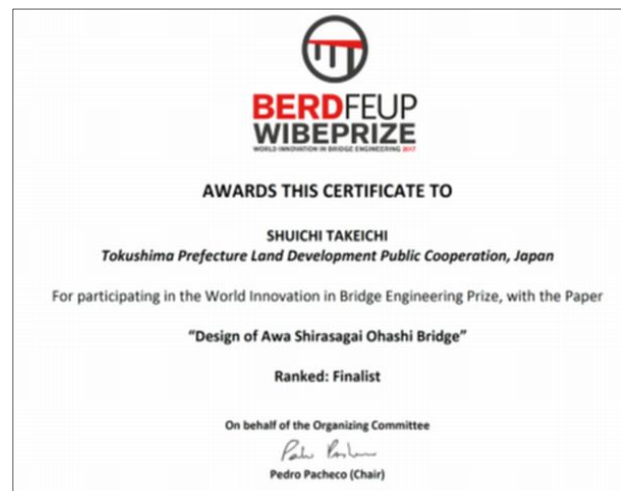 BERDFEUP
WIBEPRIZE
WORLD INNOVATION IN BRIDGE ENGINEERING 2017
AWARDS THIS CERTIFICATE TO
SHUICHI TAKEICHI
Tokushima Prefecture Land Development Public Cooperation, Japan
For participating in the World Innovation in Bridge Engineering Prize, with the Paper
“Design of Awa Shirasagai Ohashi Bridge”
Ranked: Finalist
On behalf of the Organizing Committee
Pedro Pacheco (Chair)